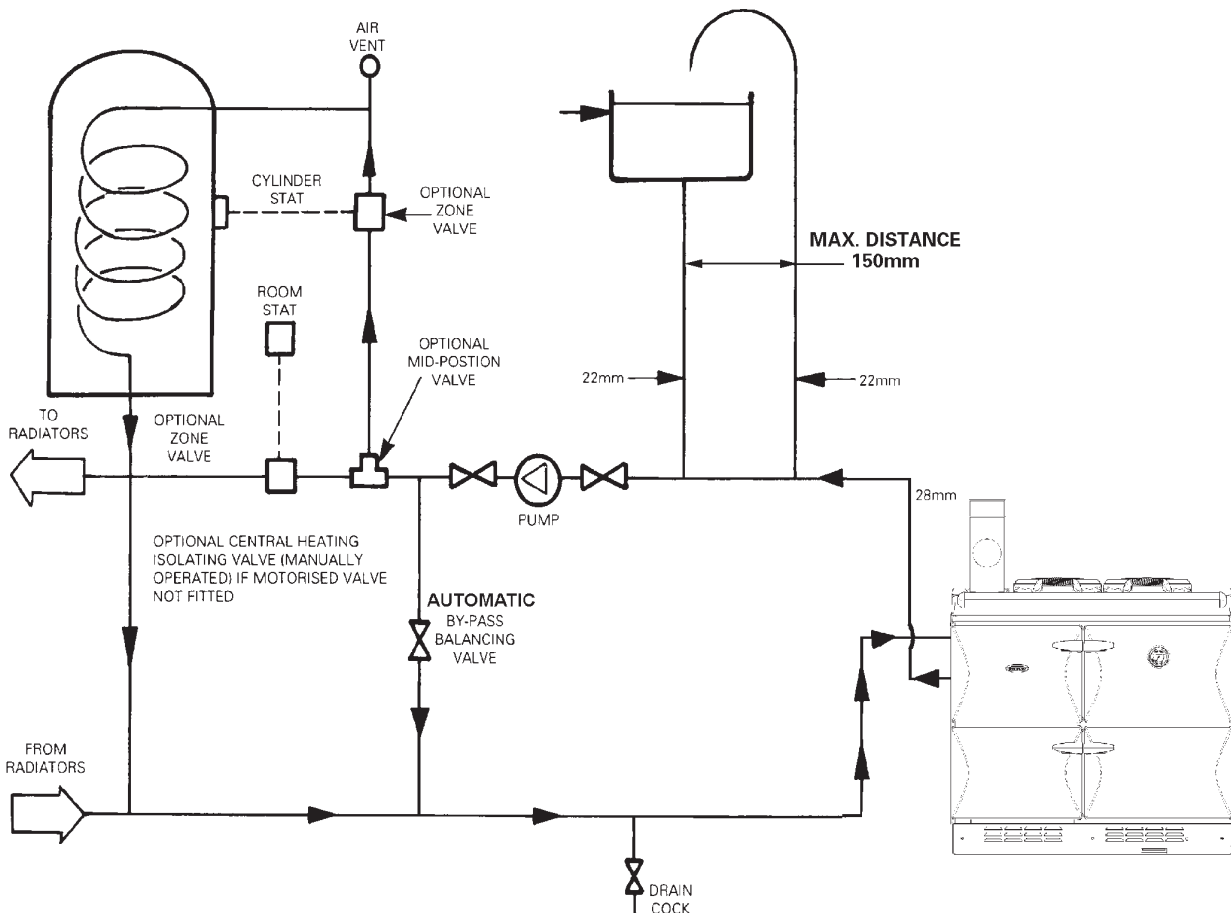 AIR
VENT
CYLINDER
STAT
OPTIONAL
ZONE
VALVE
MAX. DISTANCE
150mm
ROOM
STAT
OPTIONAL
MID-POSTION
VALVE
22mm
22mm
TO
RADIATORS
OPTIONAL
ZONE
VALVE
28mm
PUMP
OPTIONAL CENTRAL HEATING
ISOLATING VALVE (MANUALLY
OPERATED) IF MOTORISED VALVE
NOT FITTED
AUTOMATIC
BY-PASS
BALANCING
VALVE
FROM
RADIATORS
DRAIN
COCK